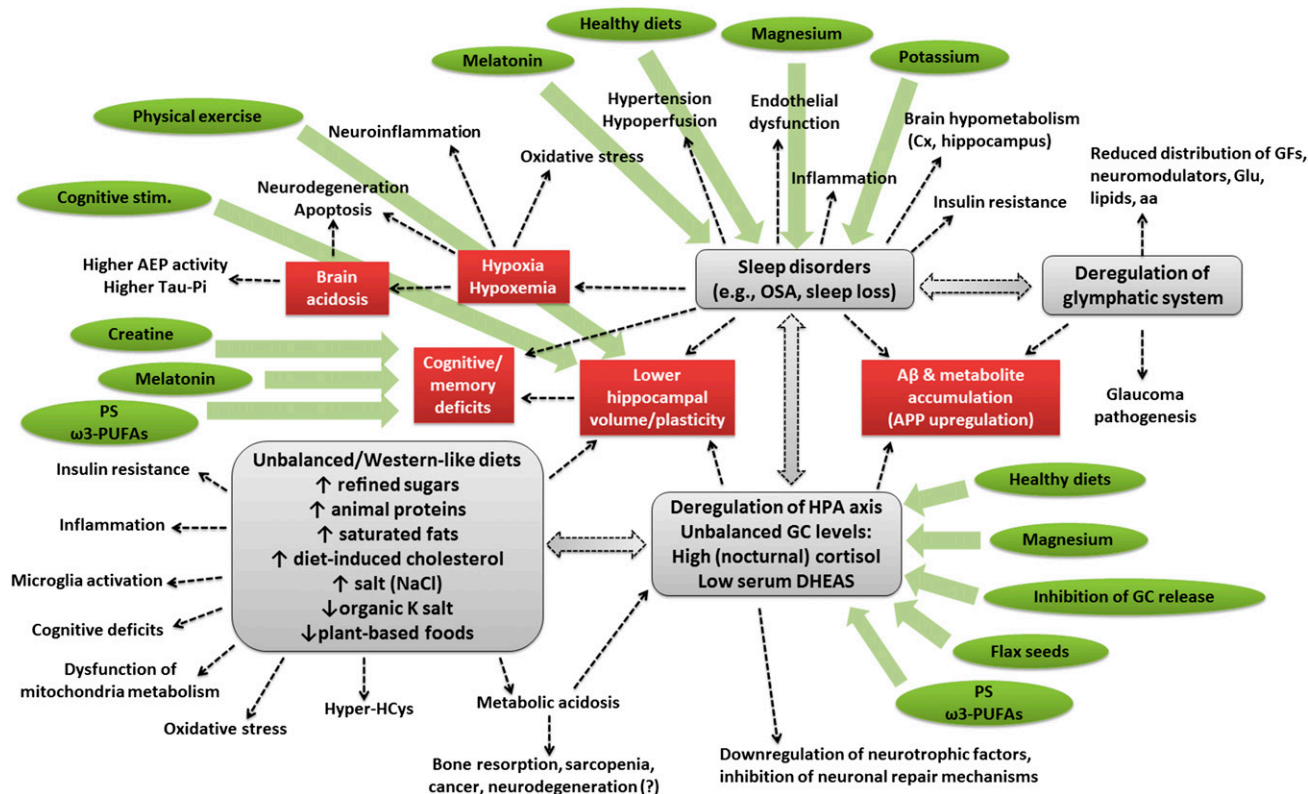 Healthy diets
Magnesium
Melatonin
Potassium
Physical exercise
Hypertension
Hypoperfusion
Endothelial
dysfunction
Brain hypometabolism
(Cx, hippocampus)
Neuroinflammation
Oxidative stress
Reduced distribution of GFs,
neuromodulators, Glu,
lipids, aa
Cognitive stim.
Neurodegeneration
Apoptosis
Inflammation
Insulin resistance
Higher AEP activity
Higher Tau-Pi
Brain
acidosis
Hypoxia
Hypoxemia
Sleep disorders
(e.g., OSA, sleep loss)
Deregulation of
glymphatic system
Creatine
Melatonin
PS
ω3-PUFAs
Cognitive/
memory
deficits
Lower
hippocampal
volume/plasticity
Aβ & metabolite
accumulation
(APP upregulation)
Glaucoma
pathogenesis
Unbalanced/Western-like diets
↑ refined sugars
↑ animal proteins
↑ saturated fats
↑ diet-induced cholesterol
↑ salt (NaCl)
↓organic K salt
↓plant-based foods
Insulin resistance
Inflammation
Microglia activation
Cognitive deficits
Dysfunction of
mitochondria metabolism
Oxidative stress
Hyper-HCys
Metabolic acidosis
Bone resorption, sarcopenia,
cancer, neurodegeneration (?)
Deregulation of HPA axis
Unbalanced GC levels:
High (nocturnal) cortisol
Low serum DHEAS
Healthy diets
Magnesium
Inhibition of GC release
Flax seeds
PS
ω3-PUFAs
Downregulation of neurotrophic factors,
inhibition of neuronal repair mechanisms